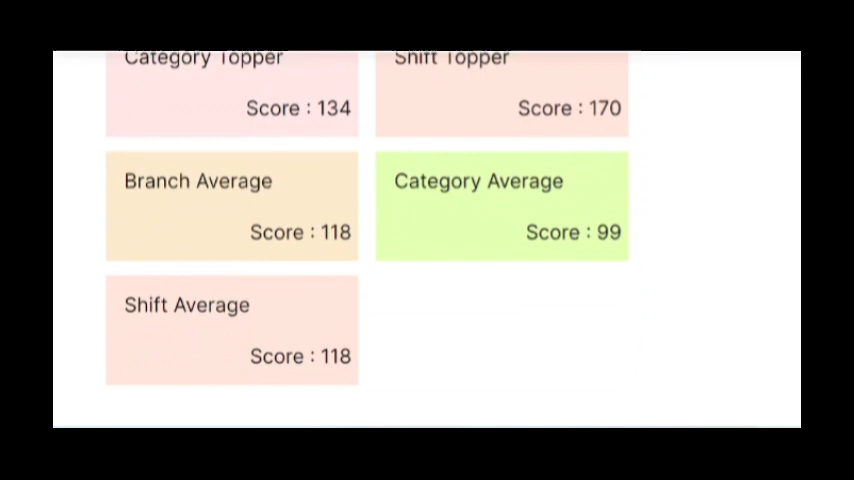 Category Topper
Shift Topper
Score : 134
Score : 170
Branch Average
Category Average
Score : 118
Score : 99
Shift Average
Score : 118